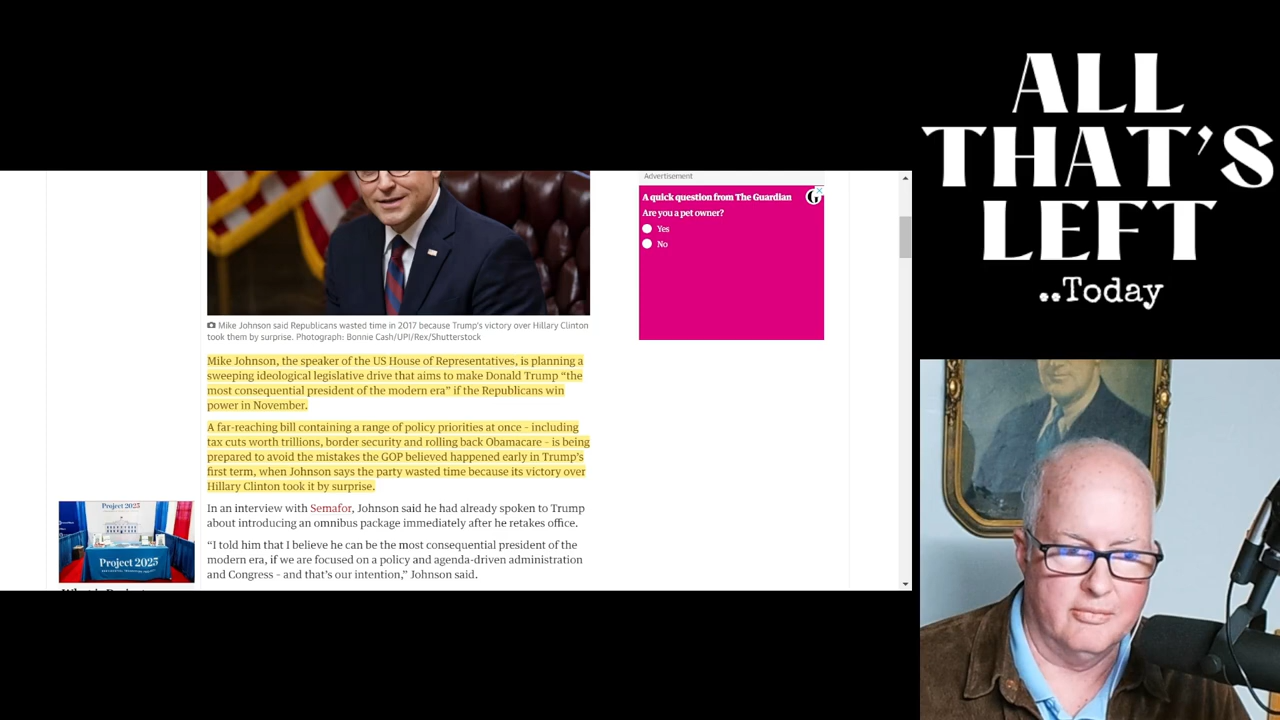 ALL
THAT'S
LEFT
..Today
Advertisement
A quick question from The Guardian
Are you a pet owner?
Yes
No
Mike Johnson said Republicans wasted time in 2017 because Trump's victory over Hillary Clinton
took them by surprise. Photograph: Bonnie Cash/UPI/Rex/Shutterstock
Mike Johnson, the speaker of the US House of Representatives, is planning a
sweeping ideological legislative drive that aims to make Donald Trump “the
most consequential president of the modern era” if the Republicans win
power in November.
A far-reaching bill containing a range of policy priorities at once – including
tax cuts worth trillions, border security and rolling back Obamacare – is being
prepared to avoid the mistakes the GOP believed happened early in Trump's
first term, when Johnson says the party wasted time because its victory over
Hillary Clinton took it by surprise.
In an interview with Semafor, Johnson said he had already spoken to Trump
about introducing an omnibus package immediately after he retakes office.
“I told him that I believe he can be the most consequential president of the
modern era, if we are focused on a policy and agenda-driven administration
and Congress – and that's our intention,” Johnson said.
Project 2025
Project 2025